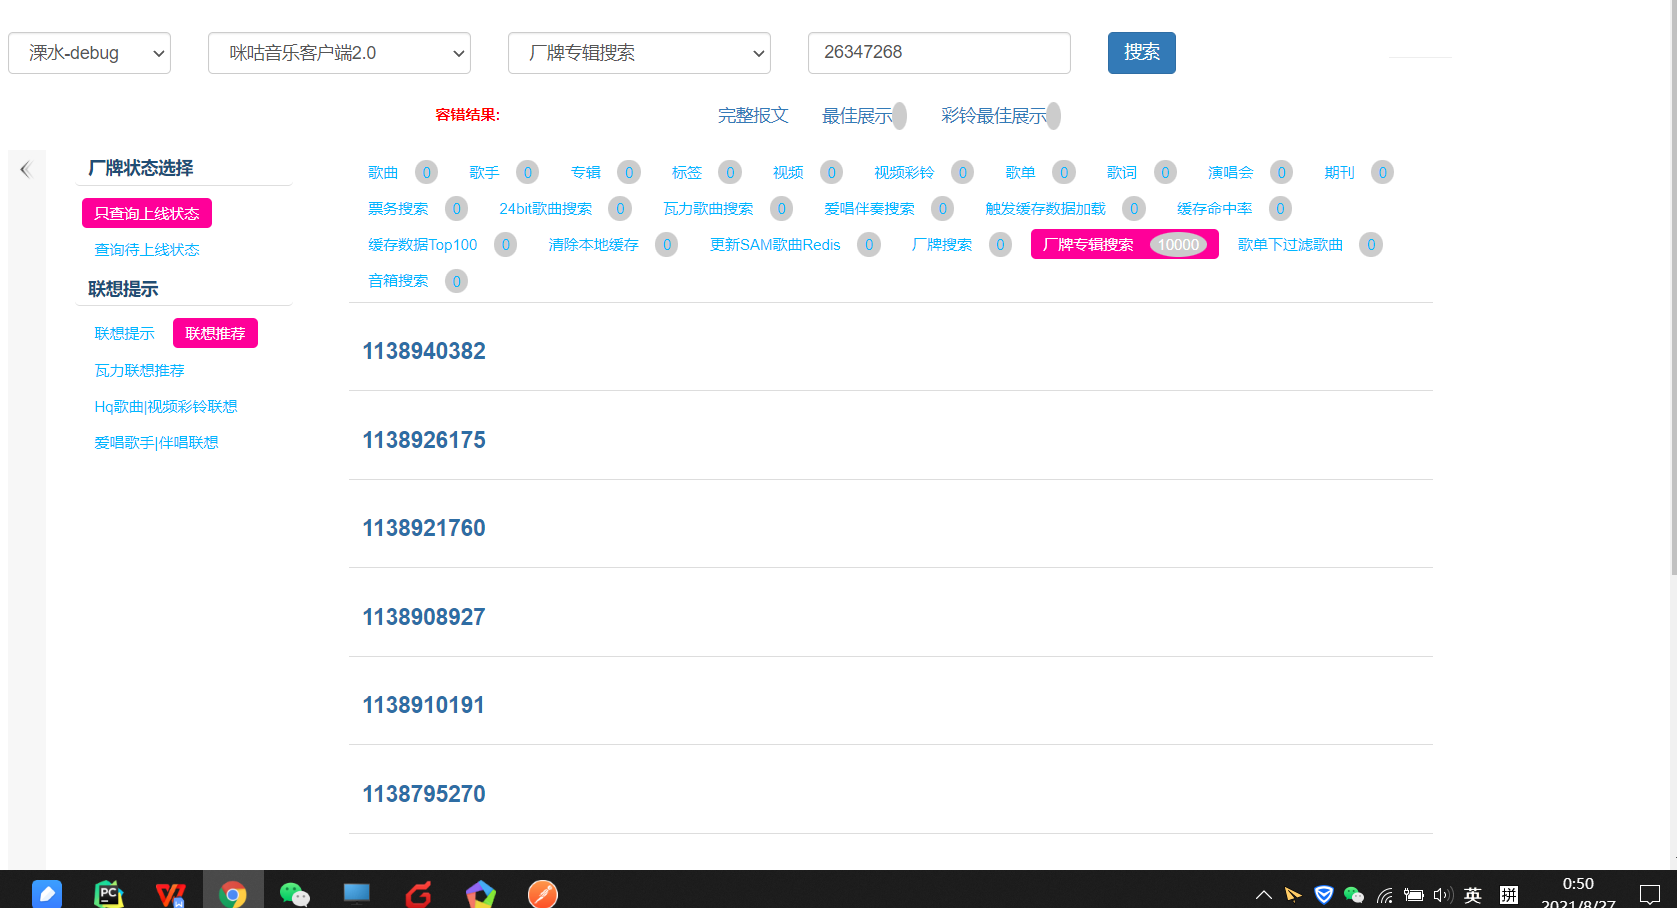 溧水-debug 咪咕音乐客户端2.0 厂牌专辑搜索 26347268 搜索
容错结果: 完整报文 最佳展示 彩铃最佳展示
厂牌状态选择
只查询上线状态
查询待上线状态
联想提示
联想提示 联想推荐
瓦力联想推荐
Hq歌曲|视频彩铃联想
爱唱歌手|伴唱联想
歌曲 0 歌手 0 专辑 0 标签 0 视频 0 视频彩铃 0 歌单 0 歌词 0 演唱会 0 期刊 0
票务搜索 0 24bit歌曲搜索 0 瓦力歌曲搜索 0 爱唱伴奏搜索 0 触发缓存数据加载 0 缓存命中率 0
缓存数据Top100 0 清除本地缓存 0 更新SAM歌曲Redis 0 厂牌搜索 0 厂牌专辑搜索 10000 歌单下过滤歌曲 0
音箱搜索 0
1138940382
1138926175
1138921760
1138908927
1138910191
1138795270
PC
英 拼 0:50
2021/8/27